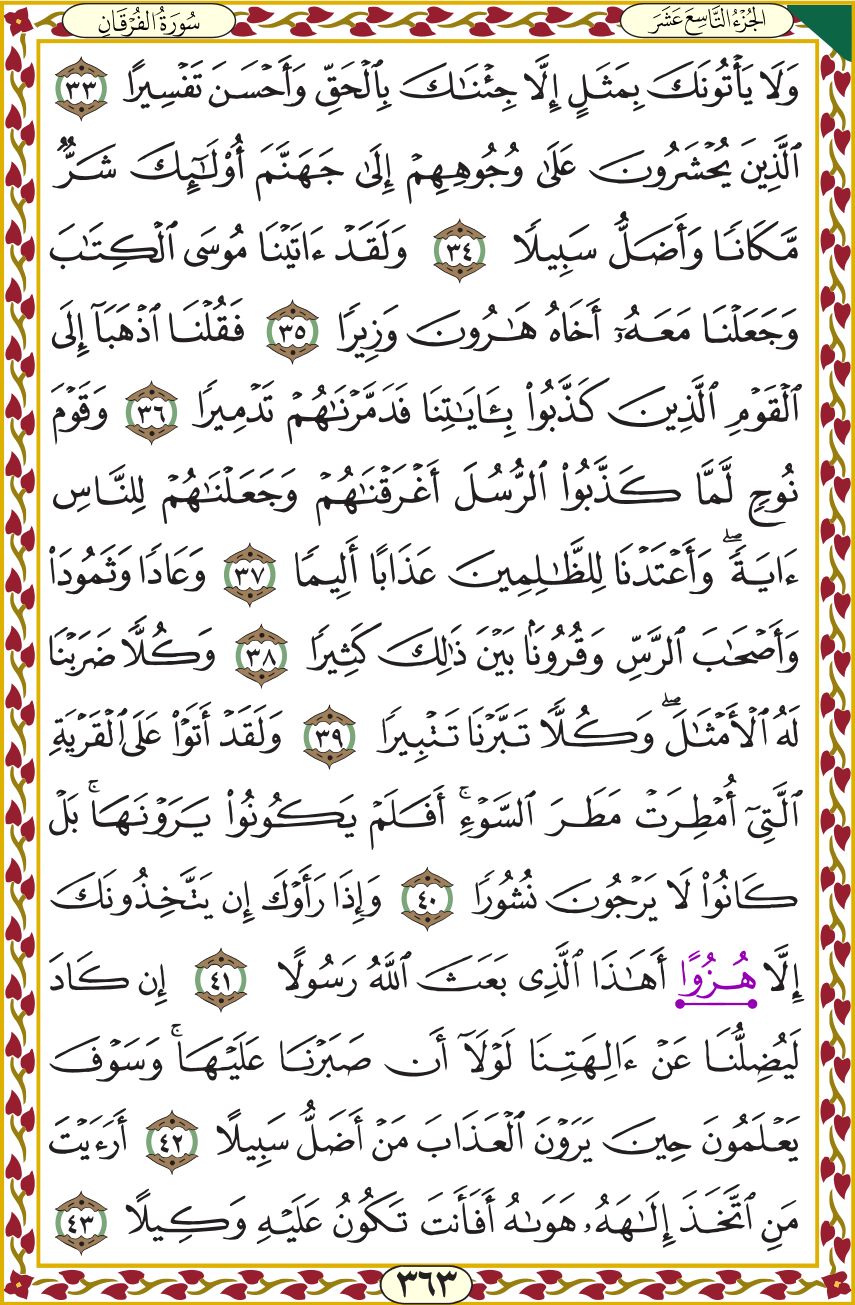 الجُزْءُ التَّاسِعَ عَشَرَ
سُورَةُ الفُرْقَانِ
وَلَا يَأْتُونَكَ بِمَثَلٍ إِلَّا جِئْنَـٰكَ بِٱلْحَقِّ وَأَحْسَنَ تَفْسِيرًا ٣٣
ٱلَّذِينَ يُحْشَرُونَ عَلَىٰ وُجُوهِهِمْ إِلَىٰ جَهَنَّمَ أُو۟لَـٰٓئِكَ شَرٌّ
مَّكَانًا وَأَضَلُّ سَبِيلًا ٣٤ وَلَقَدْ ءَاتَيْنَا مُوسَى ٱلْكِتَـٰبَ
وَجَعَلْنَا مَعَهُۥٓ أَخَاهُ هَـٰرُونَ وَزِيرًا ٣٥ فَقُلْنَا ٱذْهَبَآ إِلَى
ٱلْقَوْمِ ٱلَّذِينَ كَذَّبُوا۟ بِـَٔايَـٰتِنَا فَدَمَّرْنَـٰهُمْ تَدْمِيرًا ٣٦ وَقَوْمَ
نُوحٍ لَّمَّا كَذَّبُوا۟ ٱلرُّسُلَ أَغْرَقْنَـٰهُمْ وَجَعَلْنَـٰهُمْ لِلنَّاسِ
ءَايَةً ۖ وَأَعْتَدْنَا لِلظَّـٰلِمِينَ عَذَابًا أَلِيمًا ٣٧ وَعَادًا وَثَمُودَا۟
وَأَصْحَـٰبَ ٱلرَّسِّ وَقُرُونًۢا بَيْنَ ذَٰلِكَ كَثِيرًا ٣٨ وَكُلًّا ضَرَبْنَا
لَهُ ٱلْأَمْثَـٰلَ ۖ وَكُلًّا تَبَّرْنَا تَتْبِيرًا ٣٩ وَلَقَدْ أَتَوْا۟ عَلَى ٱلْقَرْيَةِ
ٱلَّتِىٓ أُمْطِرَتْ مَطَرَ ٱلسَّوْءِ ۚ أَفَلَمْ يَكُونُوا۟ يَرَوْنَهَا ۚ بَلْ
كَانُوا۟ لَا يَرْجُونَ نُشُورًا ٤٠ وَإِذَا رَأَوْكَ إِن يَتَّخِذُونَكَ
إِلَّا هُزُوًا أَهَـٰذَا ٱلَّذِى بَعَثَ ٱللَّهُ رَسُولًا ٤١ إِن كَادَ
لَيُضِلُّنَا عَنْ ءَالِهَتِنَا لَوْلَآ أَن صَبَرْنَا عَلَيْهَا ۚ وَسَوْفَ
يَعْلَمُونَ حِينَ يَرَوْنَ ٱلْعَذَابَ مَنْ أَضَلُّ سَبِيلًا ٤٢ أَرَءَيْتَ
مَنِ ٱتَّخَذَ إِلَـٰهَهُۥ هَوَىٰهُ أَفَأَنتَ تَكُونُ عَلَيْهِ وَكِيلًا ٤٣
٣٦٣